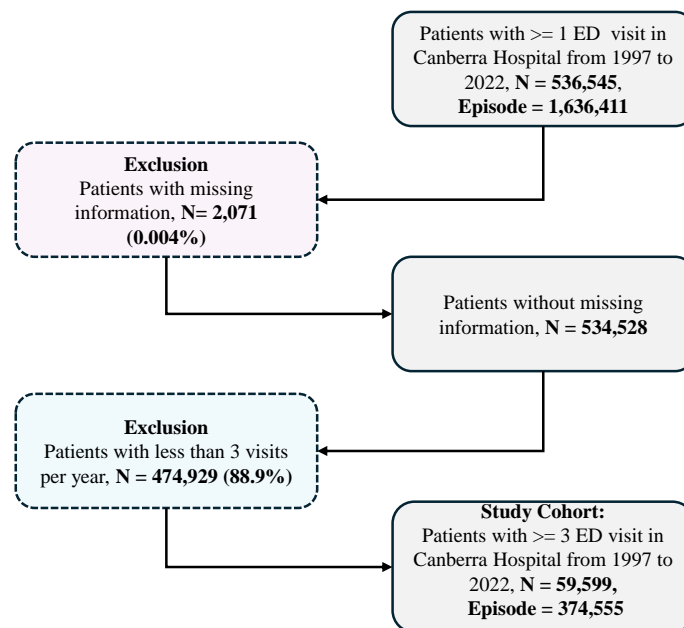 Patients with >= 1 ED visit in
Canberra Hospital from 1997 to
2022, N = 536,545,
Episode = 1,636,411
Exclusion
Patients with missing
information, N= 2,071
(0.004%)
Patients without missing
information, N = 534,528
Exclusion
Patients with less than 3 visits
per year, N = 474,929 (88.9%)
Study Cohort:
Patients with >= 3 ED visit in
Canberra Hospital from 1997 to
2022, N = 59,599,
Episode = 374,555